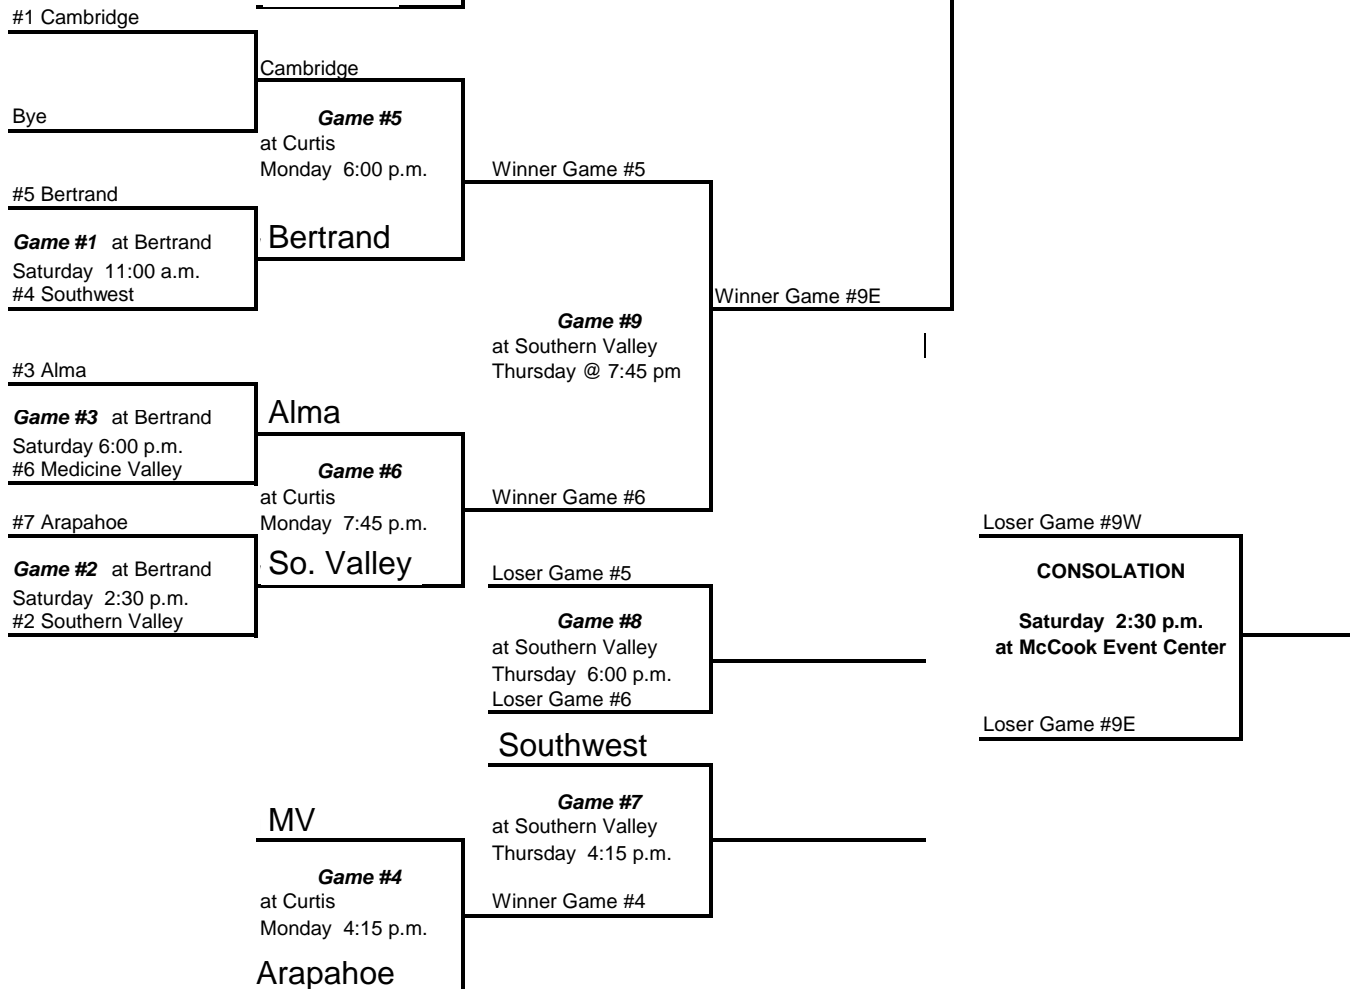 #1 Cambridge
Cambridge
Bye
Game #5
at Curtis
Monday 6:00 p.m.
Winner Game #5
#5 Bertrand
Game #1 at Bertrand
Saturday 11:00 a.m.
#4 Southwest
Bertrand
Winner Game #9E
Game #9
at Southern Valley
Thursday @ 7:45 pm
#3 Alma
Game #3 at Bertrand
Saturday 6:00 p.m.
#6 Medicine Valley
Alma
Game #6
at Curtis
Monday 7:45 p.m.
Winner Game #6
#7 Arapahoe
Game #2 at Bertrand
Saturday 2:30 p.m.
#2 Southern Valley
So. Valley
Loser Game #5
Game #8
at Southern Valley
Thursday 6:00 p.m.
Loser Game #6
Loser Game #9W
CONSOLATION
Saturday 2:30 p.m.
at McCook Event Center
Loser Game #9E
Southwest
Game #7
at Southern Valley
Thursday 4:15 p.m.
Winner Game #4
MV
Game #4
at Curtis
Monday 4:15 p.m.
Arapahoe